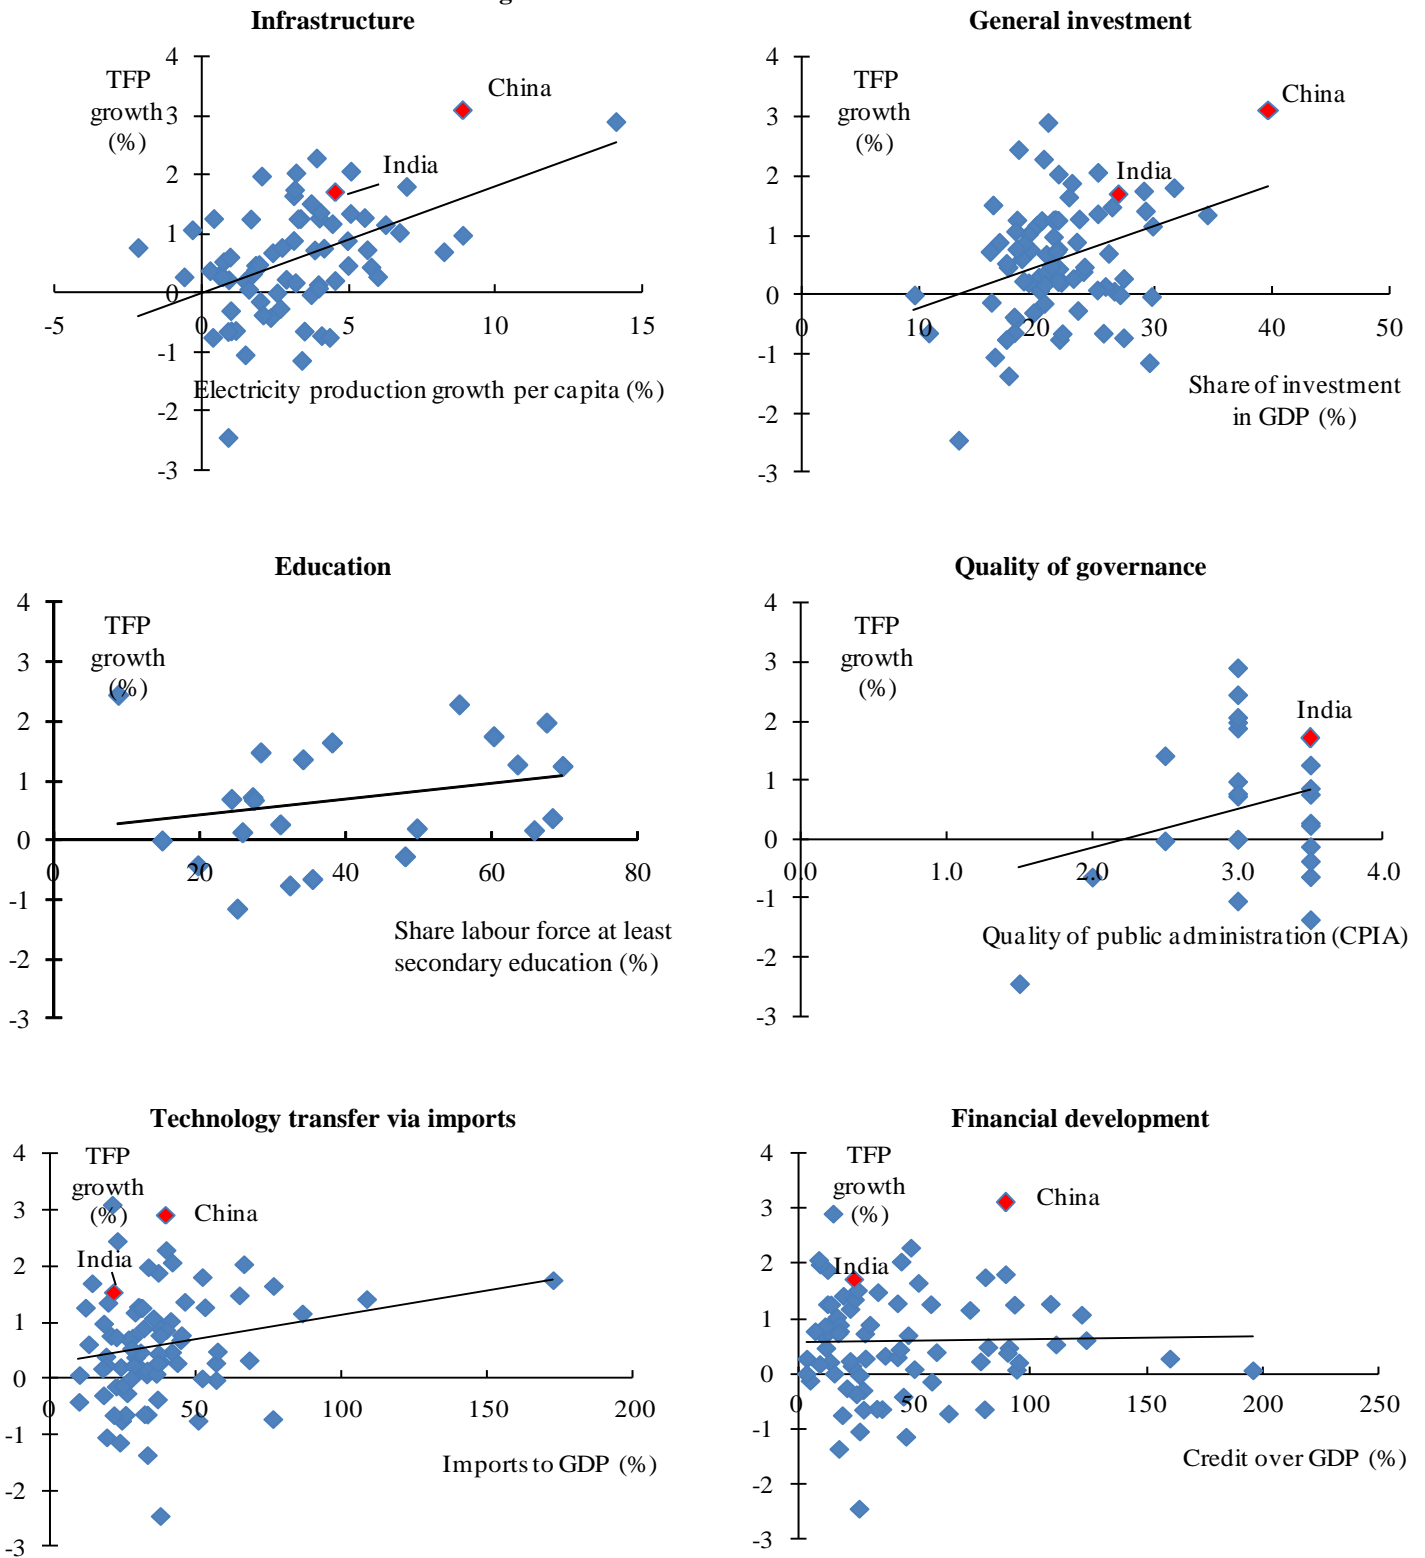 Infrastructure
4
TFP
growth
(%)
3
China
2
India
1
0
-5
0
5
10
15
-1
Electricity production growth per capita (%)
-2
-3
General investment
4
TFP
growth
(%)
China
3
India
2
1
0
0
10
20
30
40
50
-1
Share of investment
in GDP (%)
-2
-3
Education
4
TFP
growth
(%)
3
2
1
0
0
20
40
60
80
-1
Share labour force at least
secondary education (%)
-2
-3
Quality of governance
4
TFP
growth
(%)
3
India
2
1
0
0.0
1.0
2.0
3.0
4.0
-1
Quality of public administration (CPIA)
-2
-3
Technology transfer via imports
4
TFP
growth
(%)
3
China
India
2
1
0
0
50
100
150
200
-1
Imports to GDP (%)
-2
-3
Financial development
4
TFP
growth
(%)
China
3
India
2
1
0
0
50
100
150
200
250
-1
Credit over GDP (%)
-2
-3